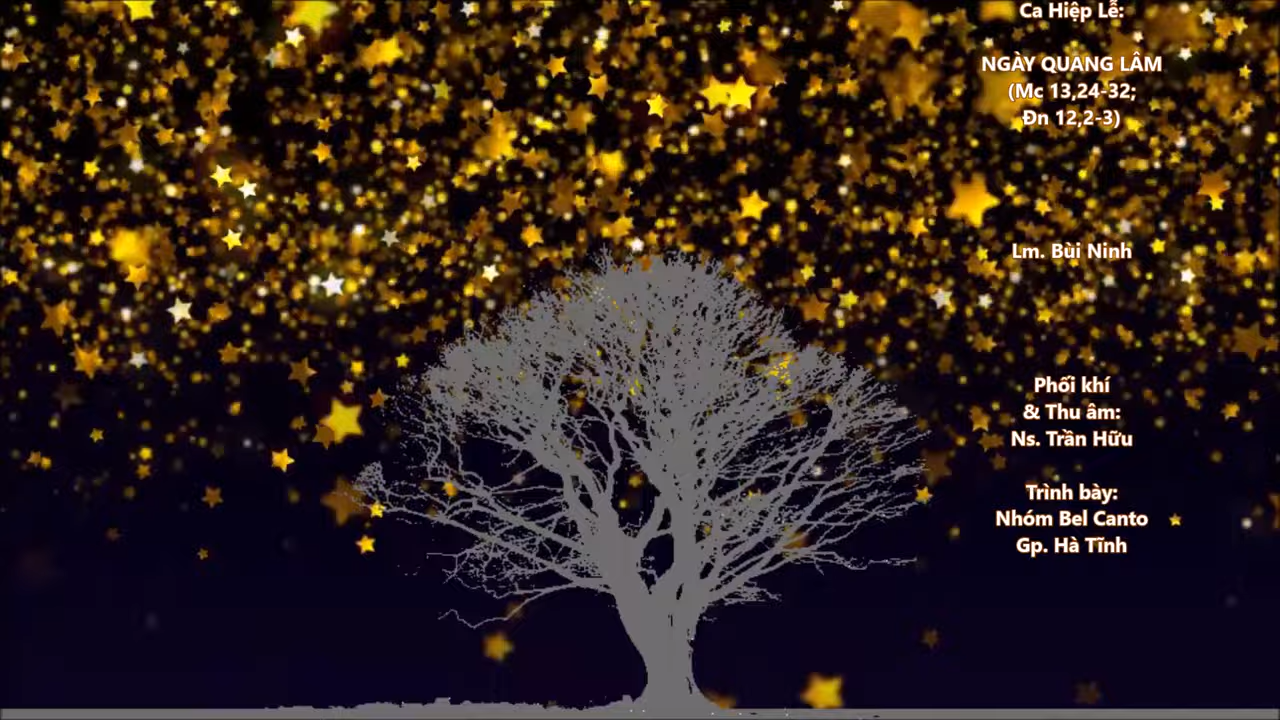 Ca Hiệp Lễ:
NGÀY QUANG LÂM
(Mc 13,24-32;
Đn 12,2-3)
Lm. Bùi Ninh
Phối khí
& Thu âm:
Ns. Trần Hữu
Trình bày:
Nhóm Bel Canto
Gp. Hà Tĩnh